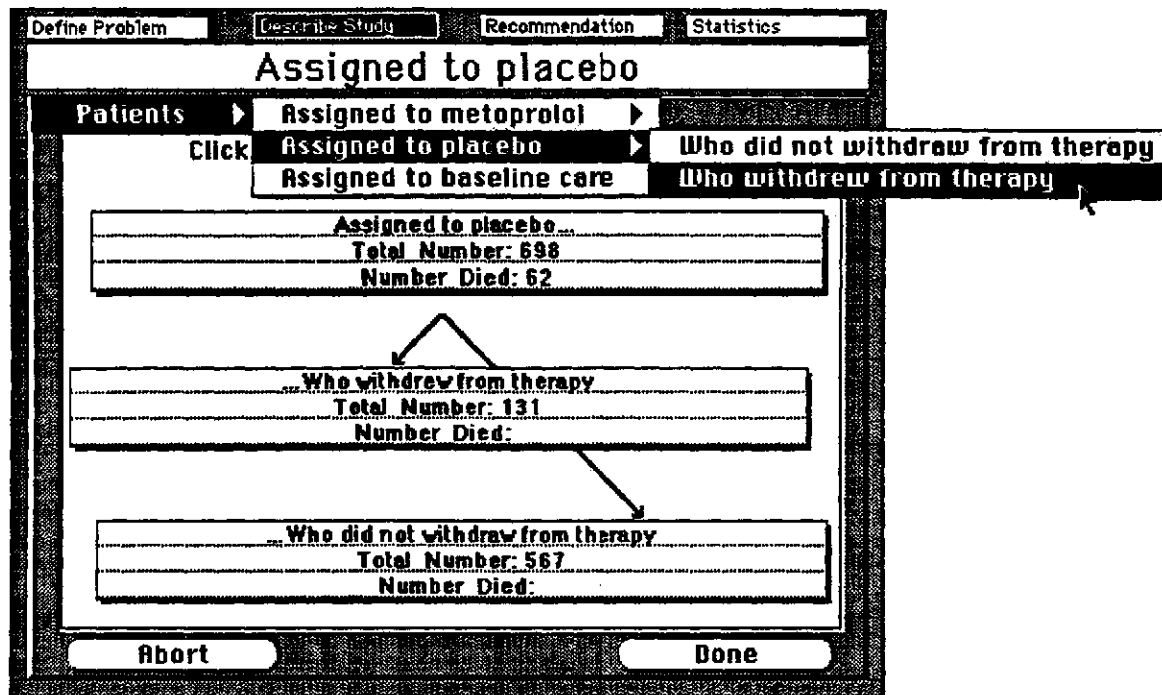 Define Problem Describe Study Recommendation Statistics
Assigned to placebo
Patients Assigned to metoprolol
Click Assigned to placebo Who did not withdraw from therapy
Assigned to baseline care Who withdrew from therapy
Assigned to placebo...
Total Number: 698
Number Died: 62
...Who withdrew from therapy
Total Number: 131
Number Died:
...Who did not withdraw from therapy
Total Number: 567
Number Died:
Abort Done